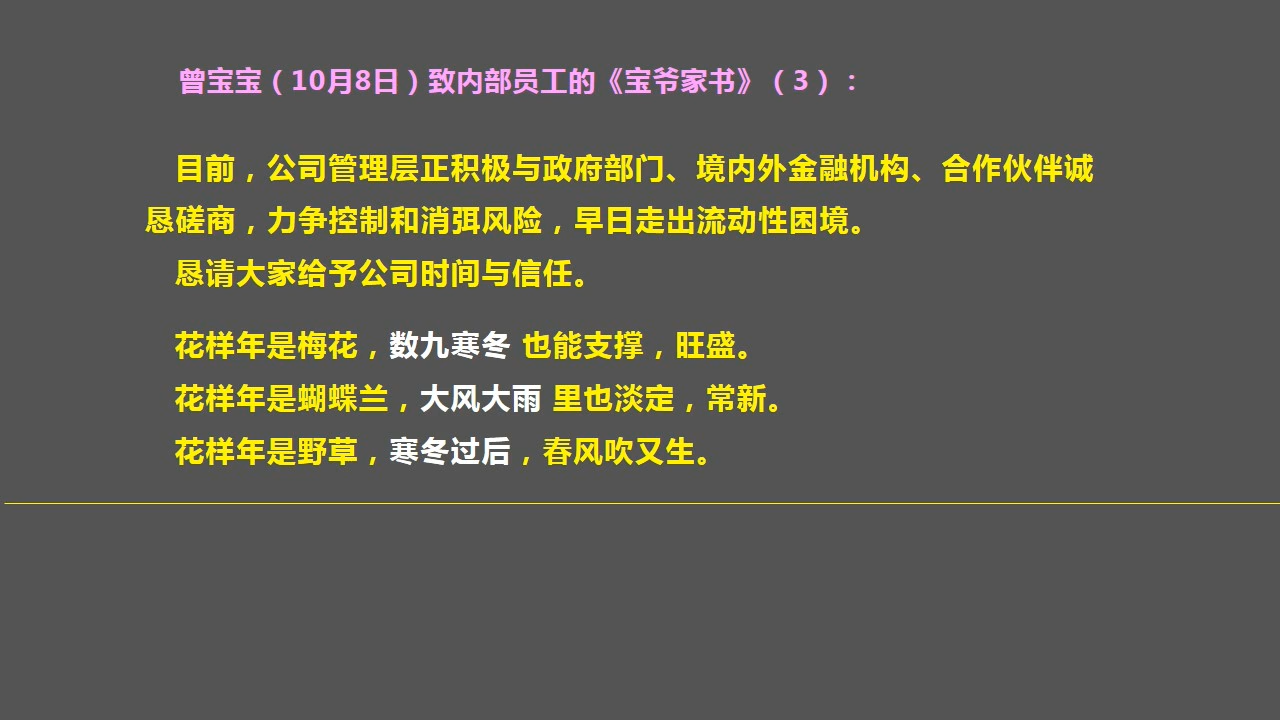 曾宝宝（10月8日）致内部员工的《宝爷家书》（3）：
目前，公司管理层正积极与政府部门、境内外金融机构、合作伙伴诚
恳磋商，力争控制和消弭风险，早日走出流动性困境。
恳请大家给予公司时间与信任。
花样年是梅花，数九寒冬 也能支撑，旺盛。
花样年是蝴蝶兰，大风大雨 里也淡定，常新。
花样年是野草，寒冬过后，春风吹又生。